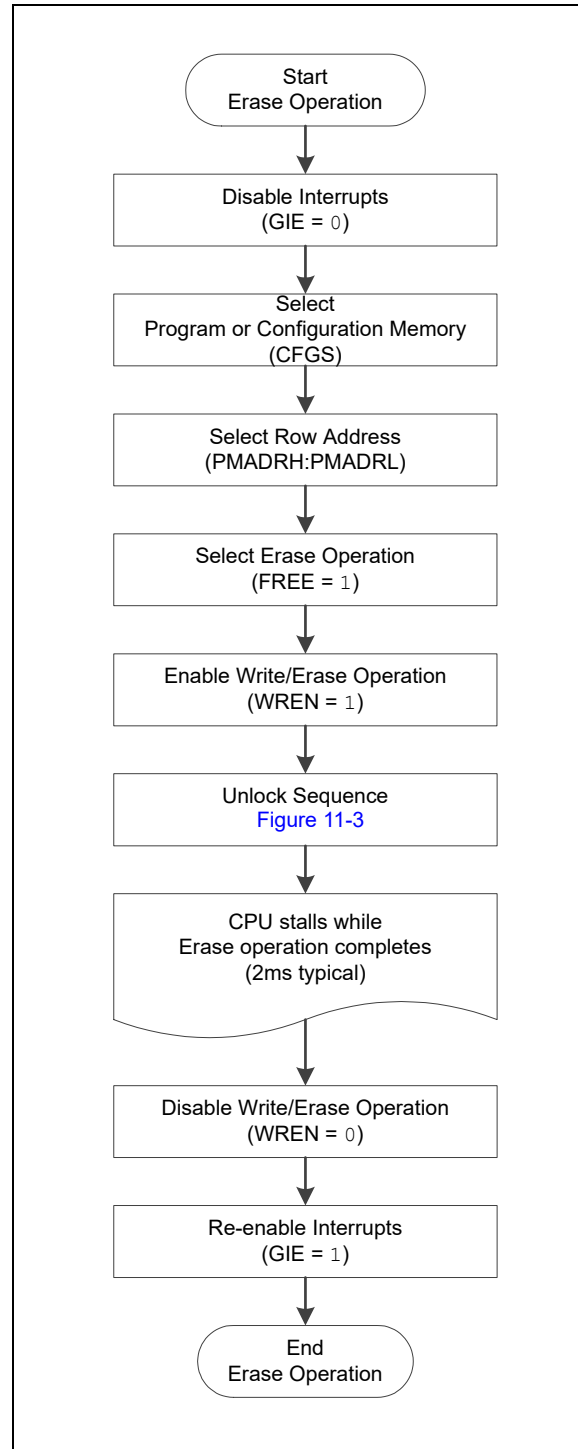 Start
Erase Operation
Disable Interrupts
(GIE = 0)
Select
Program or Configuration Memory
(CFGS)
Select Row Address
(PMADRH:PMADRL)
Select Erase Operation
(FREE = 1)
Enable Write/Erase Operation
(WREN = 1)
Unlock Sequence
Figure 11-3
CPU stalls while
Erase operation completes
(2ms typical)
Disable Write/Erase Operation
(WREN = 0)
Re-enable Interrupts
(GIE = 1)
End
Erase Operation